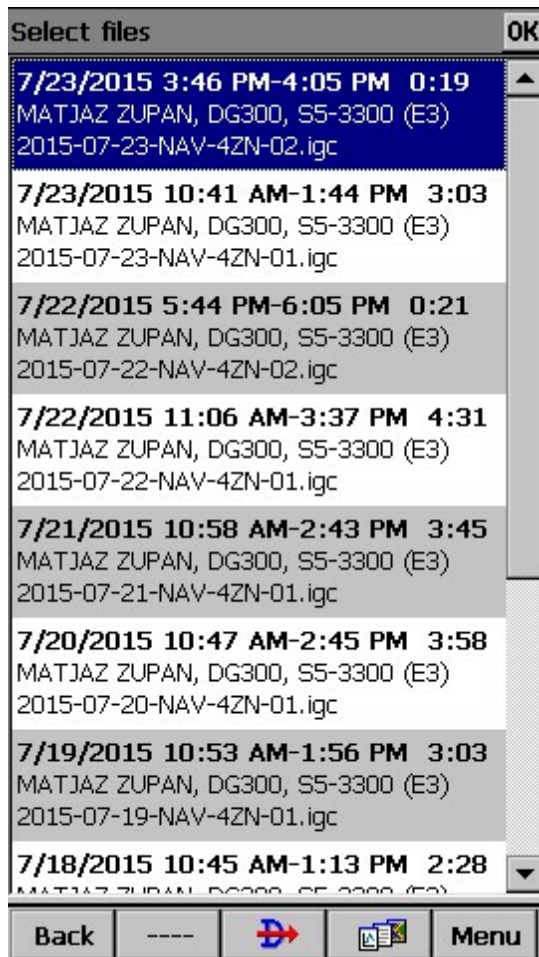 Select files
OK
7/23/2015 3:46 PM-4:05 PM 0:19
MATJAZ ZUPAN, DG300, S5-3300 (E3)
2015-07-23-NAV-4ZN-02.igc
7/23/2015 10:41 AM-1:44 PM 3:03
MATJAZ ZUPAN, DG300, S5-3300 (E3)
2015-07-23-NAV-4ZN-01.igc
7/22/2015 5:44 PM-6:05 PM 0:21
MATJAZ ZUPAN, DG300, S5-3300 (E3)
2015-07-22-NAV-4ZN-02.igc
7/22/2015 11:06 AM-3:37 PM 4:31
MATJAZ ZUPAN, DG300, S5-3300 (E3)
2015-07-22-NAV-4ZN-01.igc
7/21/2015 10:58 AM-2:43 PM 3:45
MATJAZ ZUPAN, DG300, S5-3300 (E3)
2015-07-21-NAV-4ZN-01.igc
7/20/2015 10:47 AM-2:45 PM 3:58
MATJAZ ZUPAN, DG300, S5-3300 (E3)
2015-07-20-NAV-4ZN-01.igc
7/19/2015 10:53 AM-1:56 PM 3:03
MATJAZ ZUPAN, DG300, S5-3300 (E3)
2015-07-19-NAV-4ZN-01.igc
7/18/2015 10:45 AM-1:13 PM 2:28
MATJAZ ZUPAN, DG300, S5-3300 (E3)
Back ---- Menu